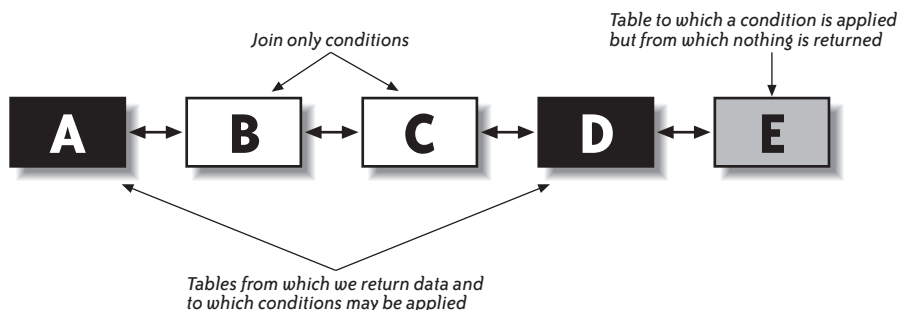 Table to which a condition is applied
but from which nothing is returned
Join only conditions
A
B
C
D
E
Tables from which we return data and
to which conditions may be applied